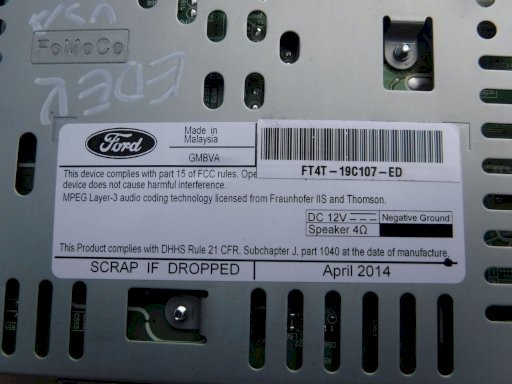 FoMoCo
EDER
Ford
Made in
Malaysia
GMBVA
FT4T-19C107-ED
This device complies with part 15 of FCC rules. Ope
device does not cause harmful interference.
MPEG Layer-3 audio coding technology licensed from Fraunhofer IIS and Thomson.
DC 12V
Negative Ground
Speaker 4Ω
This Product complies with DHHS Rule 21 CFR, Subchapter J, part 1040 at the date of manufacture.
SCRAP IF DROPPED
April 2014